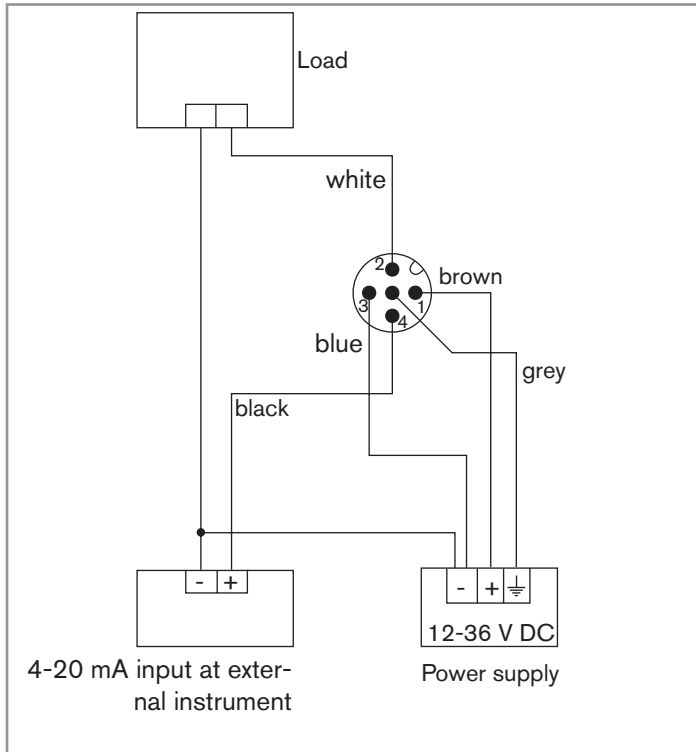 Load
white
2
brown
3
1
4
blue
grey
black
- +
- +
12-36 V DC
4-20 mA input at exter-
nal instrument
Power supply